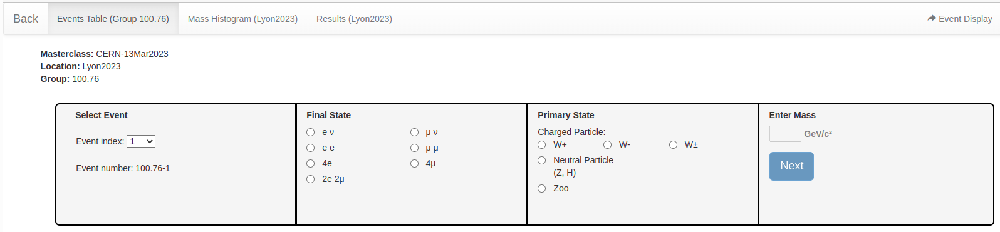 Back Events Table (Group 100.76) Mass Histogram (Lyon2023) Results (Lyon2023) Event Display
Masterclass: CERN-13Mar2023
Location: Lyon2023
Group: 100.76
Select Event
Event index: 1
Event number: 100.76-1
Final State
e ν μ ν
e e μ μ
4e 4μ
2e 2μ
Primary State
Charged Particle:
W+ W- W±
Neutral Particle
(Z, H)
Zoo
Enter Mass
GeV/c²
Next